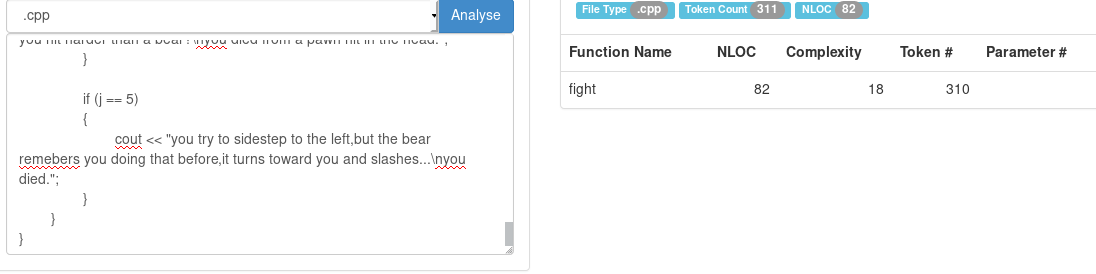 .cpp
Analyse
you hit harder than a bear!\nyou died from a pawn hit in the head.";
}
if (j == 5)
{
cout << "you try to sidestep to the left,but the bear
remebers you doing that before,it turns toward you and slashes...\nyou
died.";
}
}
}
File Type .cpp Token Count 311 NLOC 82
Function Name NLOC Complexity Token # Parameter #
fight 82 18 310